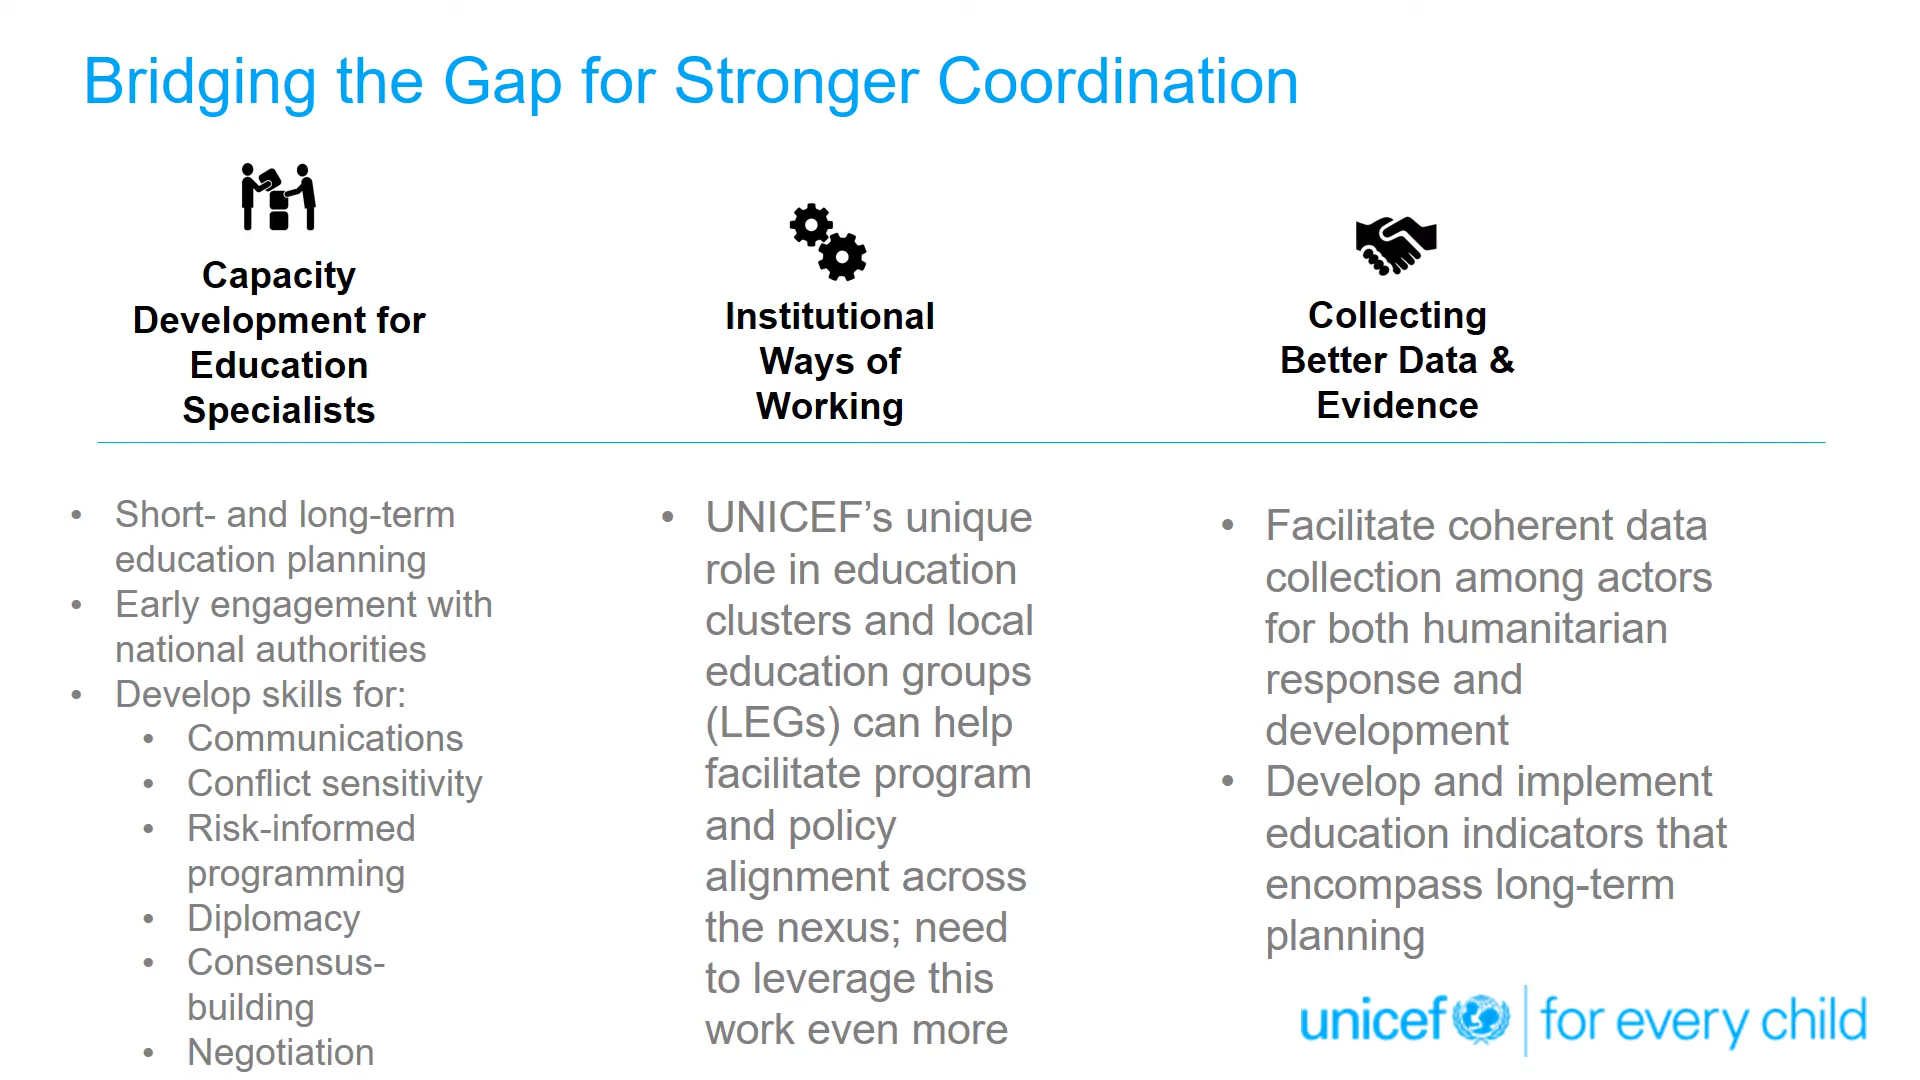 Bridging the Gap for Stronger Coordination
Capacity
Development for
Education
Specialists
Institutional
Ways of
Working
Collecting
Better Data &
Evidence
• Short- and long-term
education planning
• Early engagement with
national authorities
• Develop skills for:
• Communications
• Conflict sensitivity
• Risk-informed
programming
• Diplomacy
• Consensus-
building
• Negotiation
• UNICEF’s unique
role in education
clusters and local
education groups
(LEGs) can help
facilitate program
and policy
alignment across
the nexus; need
to leverage this
work even more
• Facilitate coherent data
collection among actors
for both humanitarian
response and
development
• Develop and implement
education indicators that
encompass long-term
planning
unicef | for every child